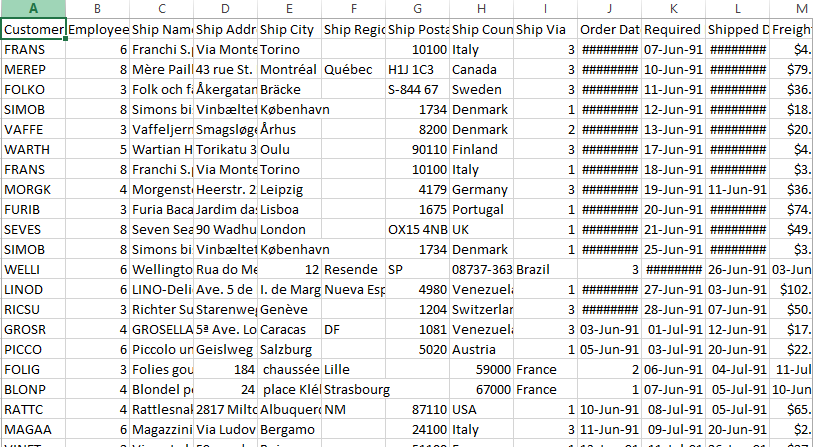 A B C D E F G H I J K L M
Customer Employee Ship Nam Ship Addr Ship City Ship Regio Ship Posta Ship Coun Ship Via Order Dat Required Shipped D Freight
FRANS 6 Franchi S.p Via Monte Torino 10100 Italy 3 ######## 07-Jun-91 ######## $4.
MEREP 8 Mère Paill 43 rue St. Montréal Québec H1J 1C3 Canada 3 ######## 10-Jun-91 ######## $79.
FOLKO 3 Folk och fä Åkergatan Bräcke S-844 67 Sweden 3 ######## 11-Jun-91 ######## $36.
SIMOB 8 Simons bi Vinbæltet København 1734 Denmark 1 ######## 12-Jun-91 ######## $18.
VAFFE 3 Vaffeljern Smagsløge Århus 8200 Denmark 2 ######## 13-Jun-91 ######## $20.
WARTH 5 Wartian H Torikatu 3 Oulu 90110 Finland 3 ######## 17-Jun-91 ######## $4.
FRANS 8 Franchi S.p Via Monte Torino 10100 Italy 1 ######## 18-Jun-91 ######## $3.
MORGK 4 Morgenst Heerstr. 2 Leipzig 4179 Germany 3 ######## 19-Jun-91 11-Jun-91 $36.
FURIB 3 Furia Baca Jardim das Lisboa 1675 Portugal 1 ######## 20-Jun-91 ######## $74.
SEVES 8 Seven Sea 90 Wadhu London OX15 4NB UK 1 ######## 21-Jun-91 ######## $49.
SIMOB 8 Simons bi Vinbæltet København 1734 Denmark 1 ######## 25-Jun-91 ######## $3.
WELLI 6 Wellingto Rua do Me 12 Resende SP 08737-363 Brazil 3 ######## 26-Jun-91 03-Jun
LINOD 6 LINO-Deli Ave. 5 de I. de Marg Nueva Esp 4980 Venezuela 1 ######## 27-Jun-91 03-Jun-91 $102.
RICSU 3 Richter Su Starenweg Genève 1204 Switzerlan 3 ######## 28-Jun-91 07-Jun-91 $50.
GROSR 4 GROSELLA 5ª Ave. Lo Caracas DF 1081 Venezuela 3 03-Jun-91 01-Jul-91 12-Jun-91 $17.
PICCO 6 Piccolo un Geislweg Salzburg 5020 Austria 1 05-Jun-91 03-Jul-91 20-Jun-91 $22.
FOLIG 3 Folies gou 184 chaussée Lille 59000 France 2 06-Jun-91 04-Jul-91 11-Jul
BLONP 4 Blondel p 24 place Klé Strasbourg 67000 France 1 07-Jun-91 05-Jul-91 10-Jun
RATTC 4 Rattlesnak 2817 Milto Albuquerq NM 87110 USA 1 10-Jun-91 08-Jul-91 05-Jul-91 $65.
MAGAA 6 Magazzini Via Ludov Bergamo 24100 Italy 3 11-Jun-91 09-Jul-91 20-Jun-91 $2.